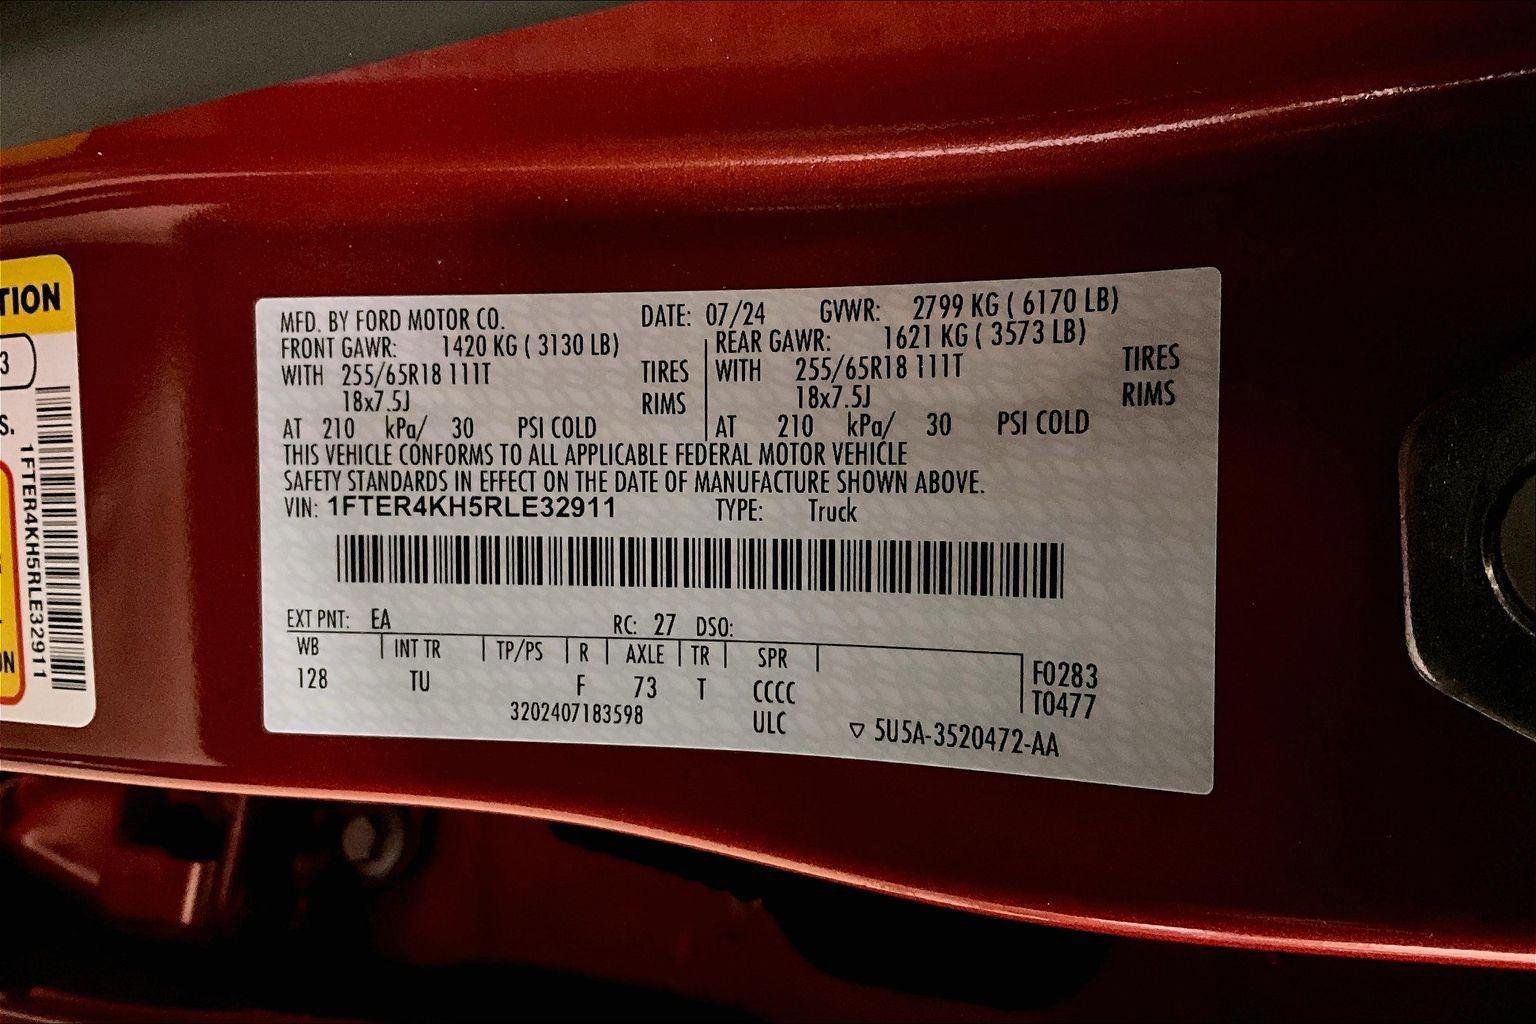 TION
3
S.
1FTER4KH5RLE32911
ON
MFD. BY FORD MOTOR CO. DATE: 07/24 GVWR: 2799 KG ( 6170 LB)
FRONT GAWR: 1420 KG ( 3130 LB) REAR GAWR: 1621 KG ( 3573 LB)
WITH 255/65R18 111T TIRES WITH 255/65R18 111T TIRES
18x7.5J RIMS 18x7.5J RIMS
AT 210 kPa/ 30 PSI COLD AT 210 kPa/ 30 PSI COLD
THIS VEHICLE CONFORMS TO ALL APPLICABLE FEDERAL MOTOR VEHICLE
SAFETY STANDARDS IN EFFECT ON THE DATE OF MANUFACTURE SHOWN ABOVE.
VIN: 1FTER4KH5RLE32911 TYPE: Truck
EXT PNT: EA RC: 27 DSO:
WB INT TR TP/PS R AXLE TR SPR
128 TU F 73 T CCCC F0283
3202407183598 ULC T0477
▽ 5U5A-3520472-AA